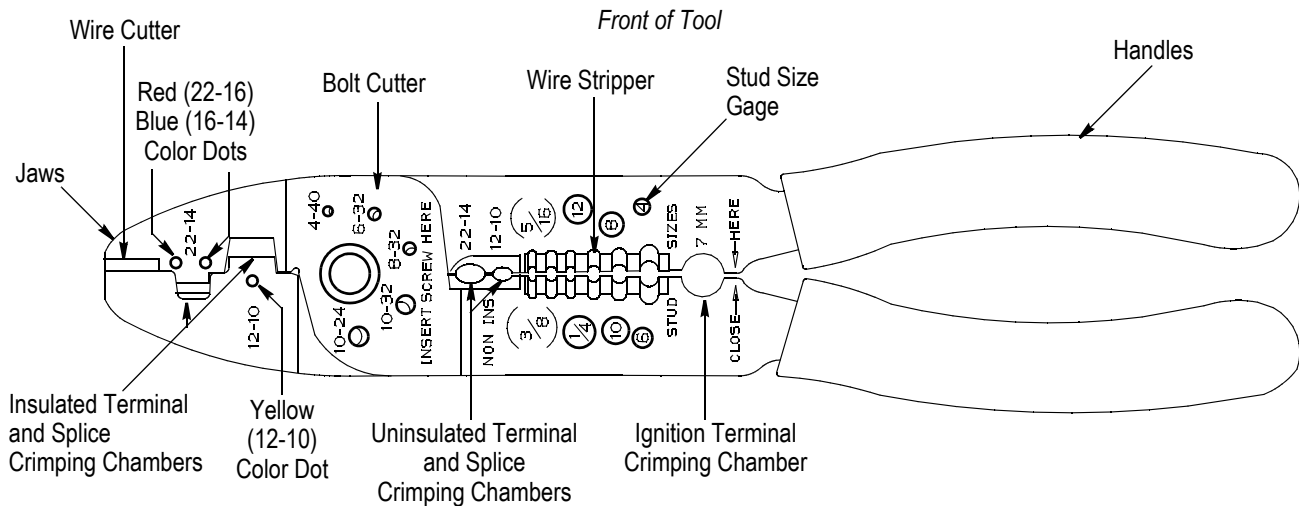 Front of Tool
Wire Cutter
Red (22-16)
Blue (16-14)
Color Dots
Bolt Cutter
Wire Stripper
Stud Size
Gage
Handles
Jaws
22-14
12-10
4-40
6-32
8-32
10-32
10-24
INSERT SCREW HERE
22-14
12-10
NON INS
5/16
12
8
4
3/8
1/4
10
6
STUD
SIZES
7 MM
CLOSE
HERE
Insulated Terminal
and Splice
Crimping Chambers
Yellow
(12-10)
Color Dot
Uninsulated Terminal
and Splice
Crimping Chambers
Ignition Terminal
Crimping Chamber